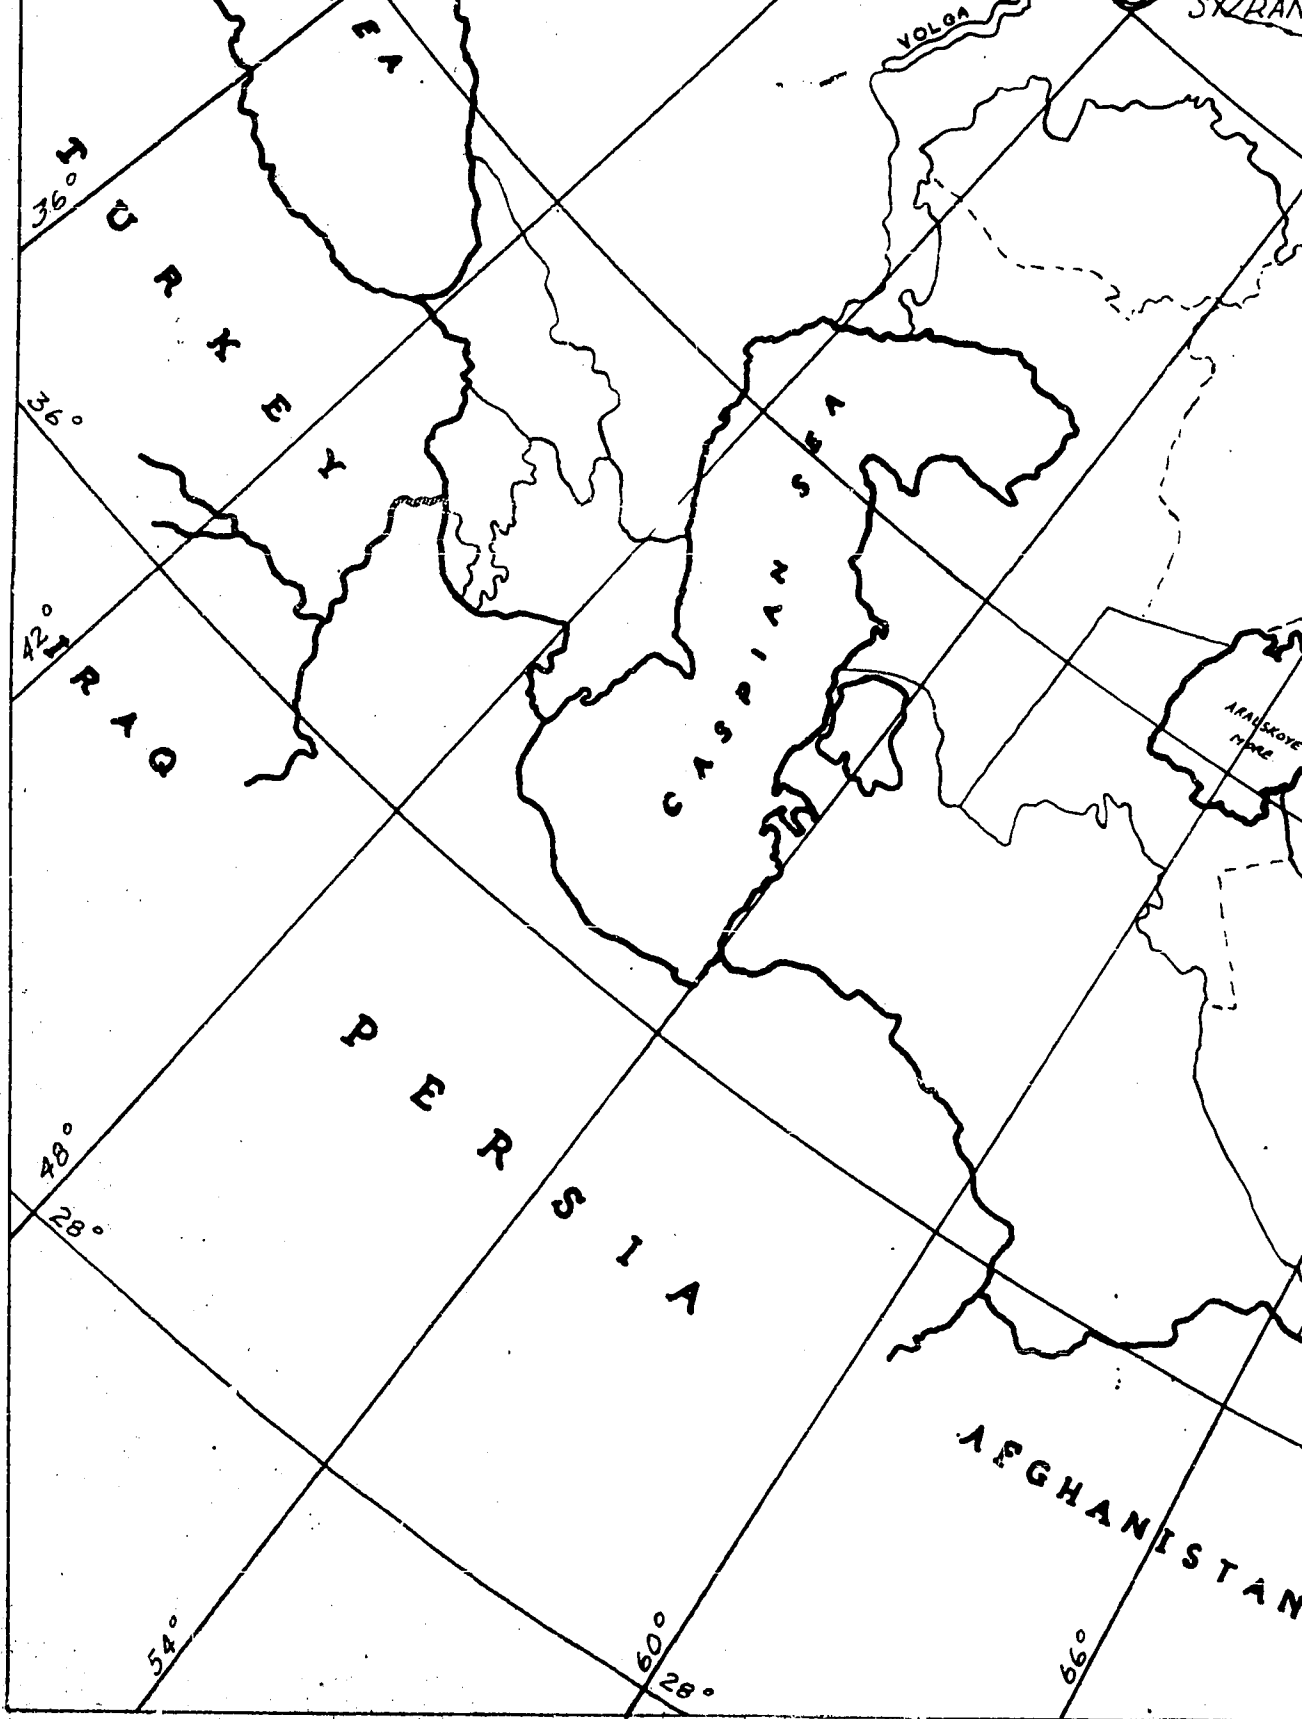 SYZRAN
VOLGA
EA
TURKEY
36°
36°
CASPIAN SEA
42°
IRAQ
ARALSKOYE
MORE
PERSIA
48°
28°
AFGHANISTAN
54°
60°
28°
66°